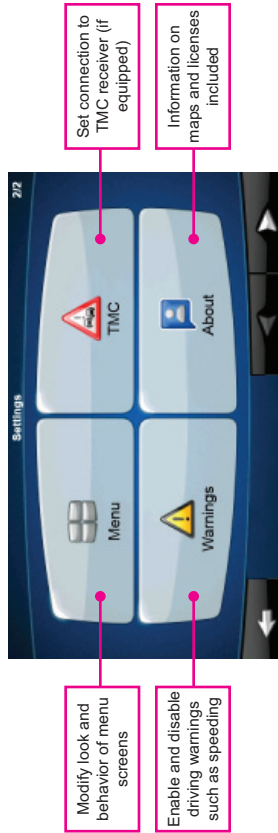 Settings
2/2
Menu
TMC
Warnings
About
Modify look and
behavior of menu
screens
Set connection to
TMC receiver (if
equipped)
Enable and disable
driving warnings
such as speeding
Information on
maps and licenses
included